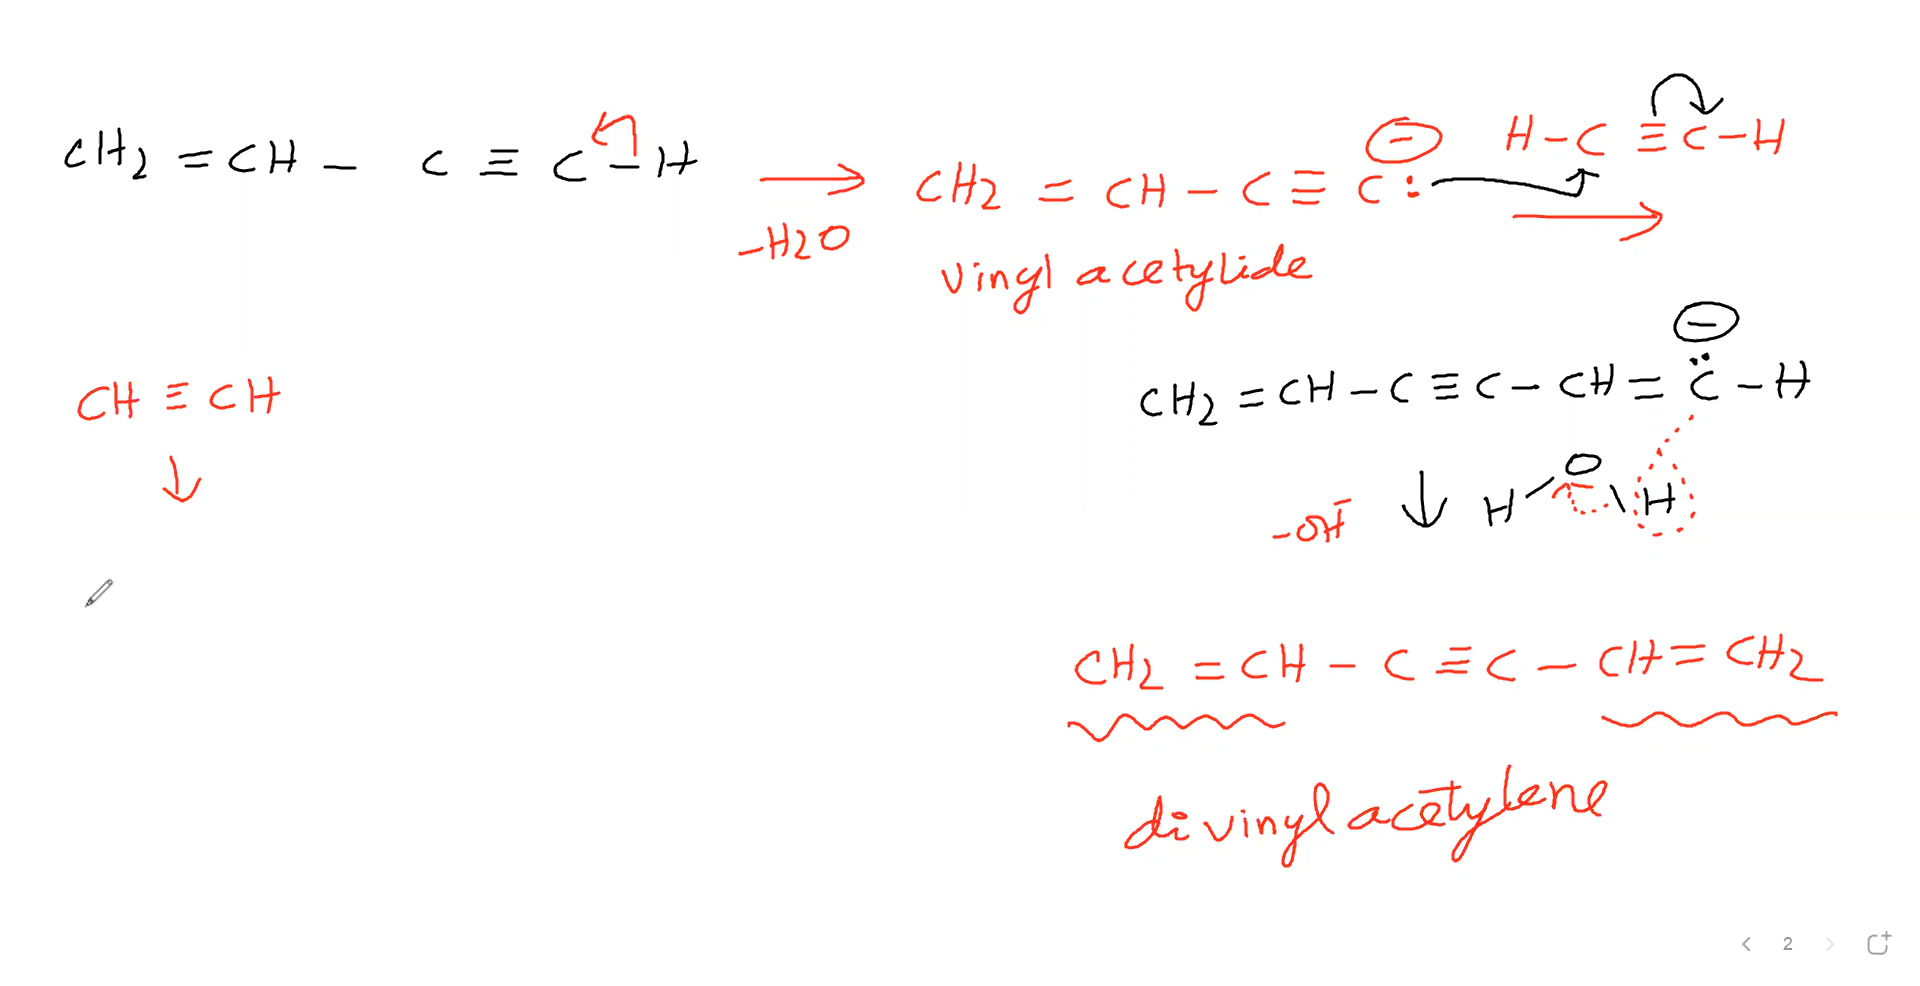 CH2 = CH - C ≡ C - H
-H2O
CH2 = CH - C ≡ C : -
H - C ≡ C - H
vinyl acetylide
CH ≡ CH
-
CH2 = CH - C ≡ C - CH = C̈ - H
-OH-
H O H
CH2 = CH - C ≡ C - CH = CH2
divinyl acetylene
2